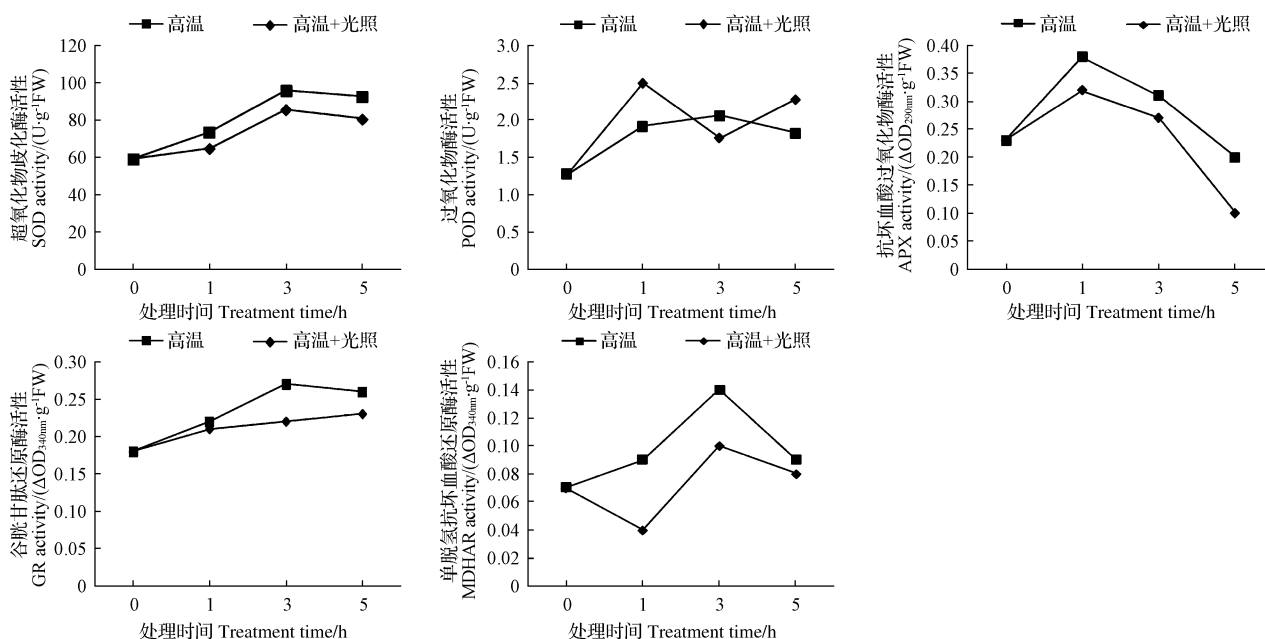 高温 高温+光照
超氧化物歧化酶活性
SOD activity/(U·g⁻¹FW)
120
100
80
60
40
20
0
0 1 3 5
处理时间 Treatment time/h
高温 高温+光照
过氧化物酶活性
POD activity/(U·g⁻¹FW)
3.0
2.5
2.0
1.5
1.0
0.5
0
0 1 3 5
处理时间 Treatment time/h
高温 高温+光照
抗坏血酸过氧化物酶活性
APX activity/(ΔOD290nm·g⁻¹FW)
0.40
0.35
0.30
0.25
0.20
0.15
0.10
0.05
0
0 1 3 5
处理时间 Treatment time/h
高温 高温+光照
谷胱甘肽还原酶活性
GR activity/(ΔOD340nm·g⁻¹FW)
0.30
0.25
0.20
0.15
0.10
0.05
0
0 1 3 5
处理时间 Treatment time/h
高温 高温+光照
单脱氢抗坏血酸还原酶活性
MDHAR activity/(ΔOD340nm·g⁻¹FW)
0.16
0.14
0.12
0.10
0.08
0.06
0.04
0.02
0
0 1 3 5
处理时间 Treatment time/h